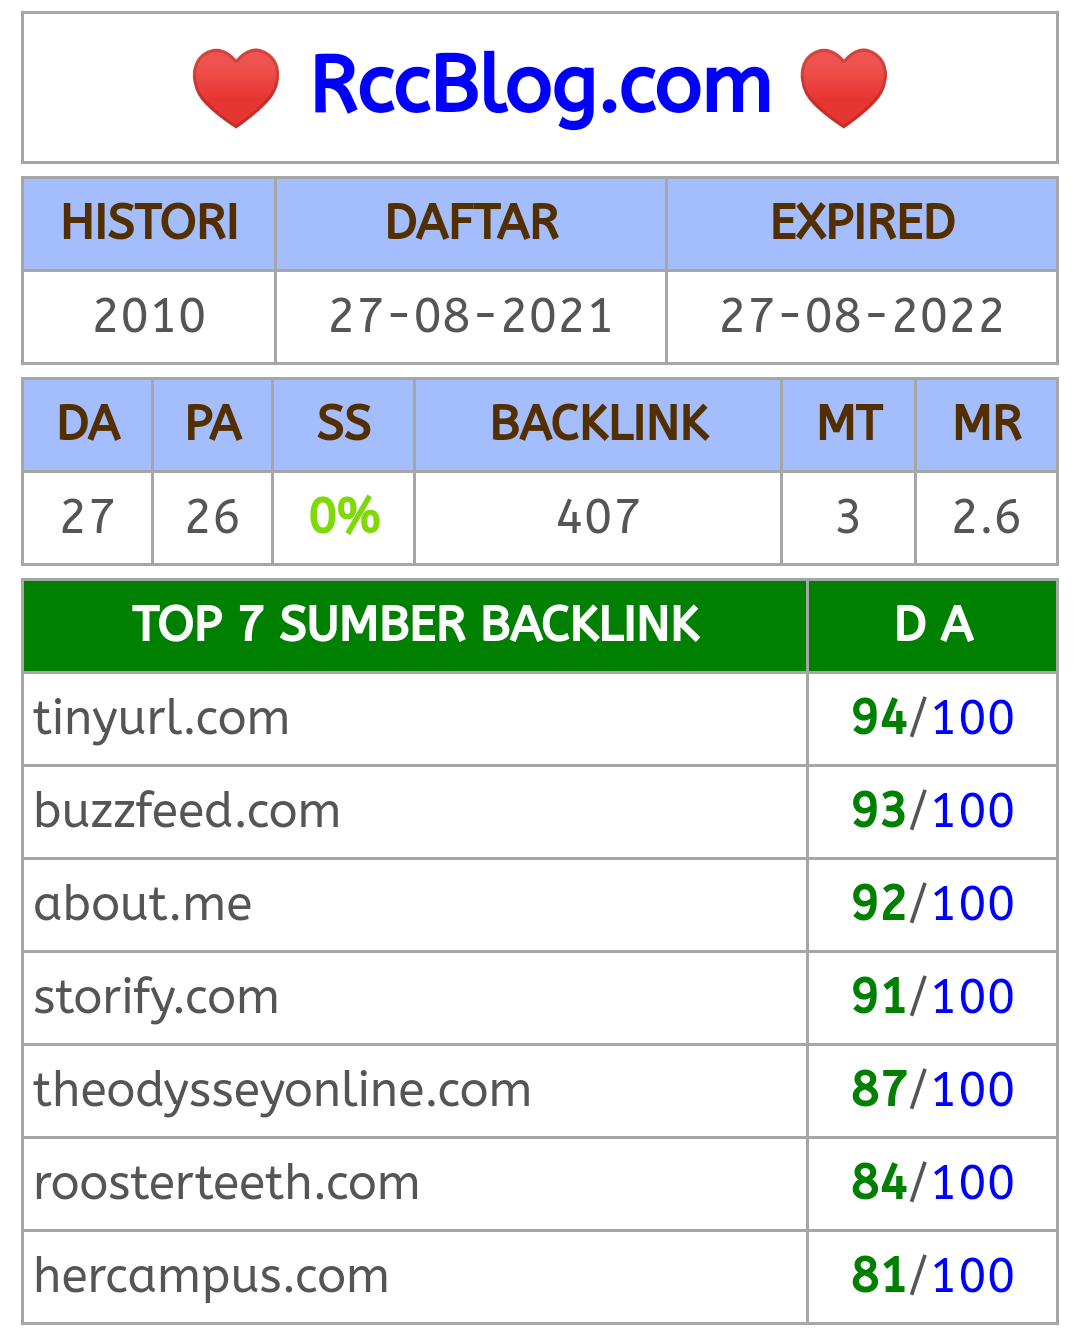 RccBlog.com
HISTORI DAFTAR EXPIRED
2010 27-08-2021 27-08-2022
DA PA SS BACKLINK MT MR
27 26 0% 407 3 2.6
TOP 7 SUMBER BACKLINK D A
tinyurl.com 94/100
buzzfeed.com 93/100
about.me 92/100
storify.com 91/100
theodysseyonline.com 87/100
roosterteeth.com 84/100
hercampus.com 81/100